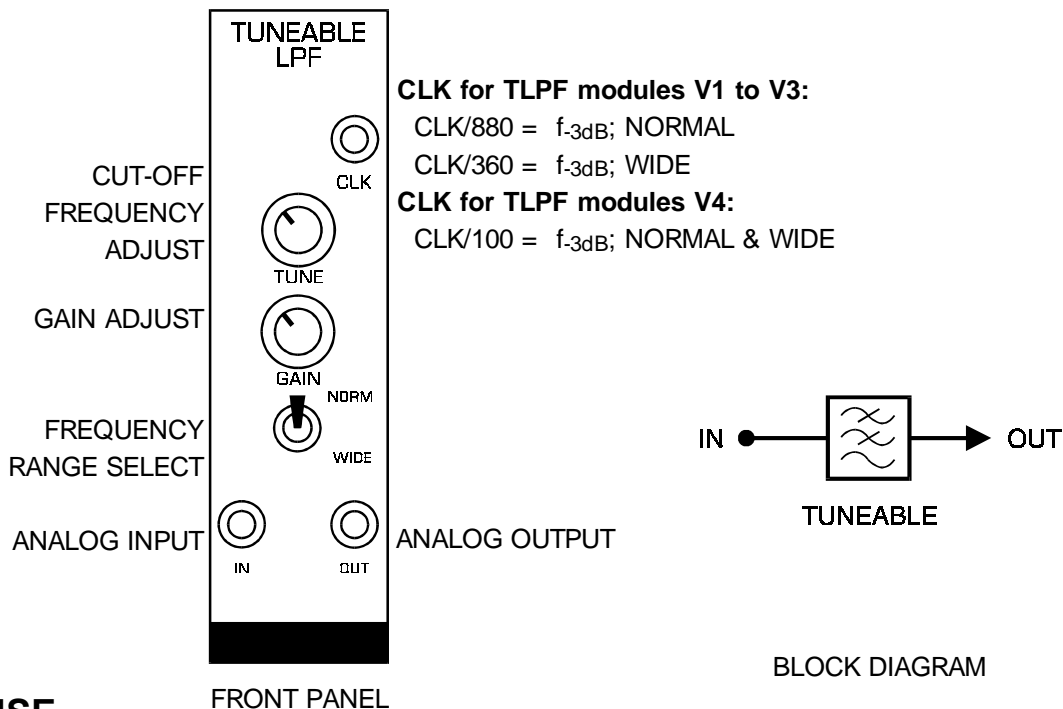 TUNEABLE
LPF
CLK for TLPF modules V1 to V3:
CLK/880 = f-3dB; NORMAL
CLK/360 = f-3dB; WIDE
CLK for TLPF modules V4:
CLK/100 = f-3dB; NORMAL & WIDE
CLK
CUT-OFF
FREQUENCY
ADJUST
TUNE
GAIN ADJUST
GAIN
NORM
FREQUENCY
RANGE SELECT
WIDE
ANALOG INPUT
IN
OUT
ANALOG OUTPUT
IN
OUT
TUNEABLE
BLOCK DIAGRAM
FRONT PANEL